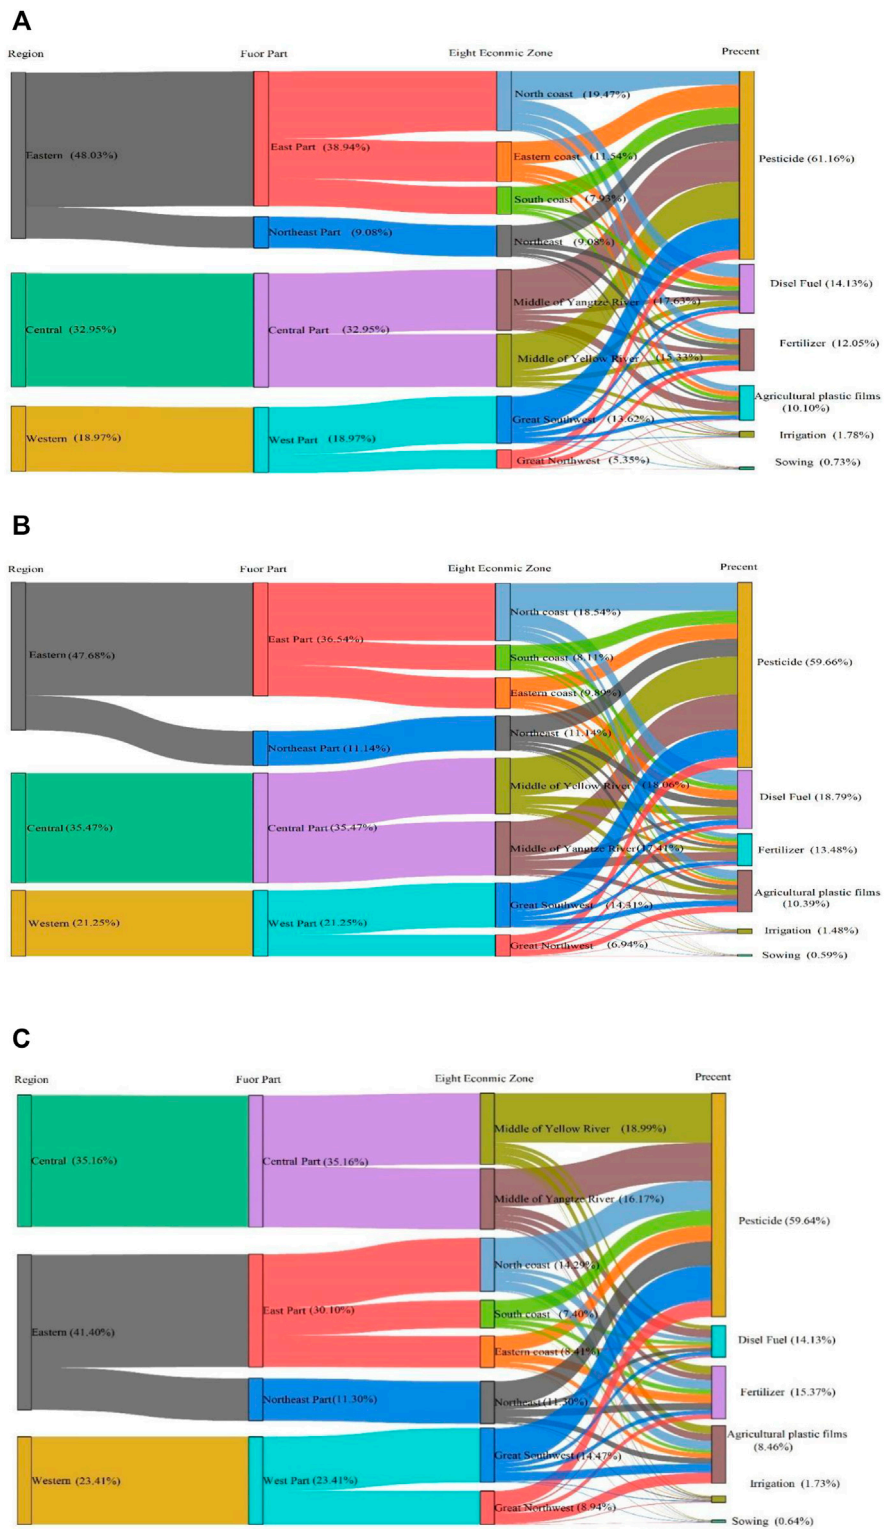 A
Region Fuor Part Eight Econmic Zone Precent
North coast (19.47%)
Eastern (48.03%) East Part (38.94%) Eastern coast (11.54%) Pesticide (61.16%)
South coast (7.93%)
Northeast Part (9.08%) Northeast (9.08%)
Disel Fuel (14.13%)
Middle of Yangtze River (17.63%)
Central (32.95%) Central Part (32.95%) Fertilizer (12.05%)
Middle of Yellow River (15.33%)
Agricultural plastic films
(10.10%)
Great Southwest (13.62%)
Western (18.97%) West Part (18.97%) Irrigation (1.78%)
Great Northwest (5.35%) Sowing (0.73%)
B
Region Fuor Part Eight Econmic Zone Precent
North coast (18.54%)
East Part (36.54%)
Eastern (47.68%) South coast (8.11%) Pesticide (59.66%)
Eastern coast (9.89%)
Northeast Part (11.14%) Northeast (11.14%)
Middle of Yellow River (18.06%)
Disel Fuel (18.79%)
Central (35.47%) Central Part (35.47%)
Middle of Yangtze River (17.41%) Fertilizer (13.48%)
Agricultural plastic films
(10.39%)
Great Southwest (14.31%)
Western (21.25%) West Part (21.25%) Irrigation (1.48%)
Great Northwest (6.94%) Sowing (0.59%)
C
Region Fuor Part Eight Econmic Zone Precent
Middle of Yellow River (18.99%)
Central (35.16%) Central Part (35.16%)
Middle of Yangtze River (16.17%)
Pesticide (59.64%)
North coast (14.29%)
East Part (30.10%) South coast (7.40%)
Eastern (41.40%) Disel Fuel (14.13%)
Eastern coast (8.41%)
Northeast Part (11.30%) Northeast (11.30%) Fertilizer (15.37%)
Agricultural plastic films
(8.46%)
Great Southwest (14.47%)
Western (23.41%) West Part (23.41%) Irrigation (1.73%)
Great Northwest (8.94%)
Sowing (0.64%)